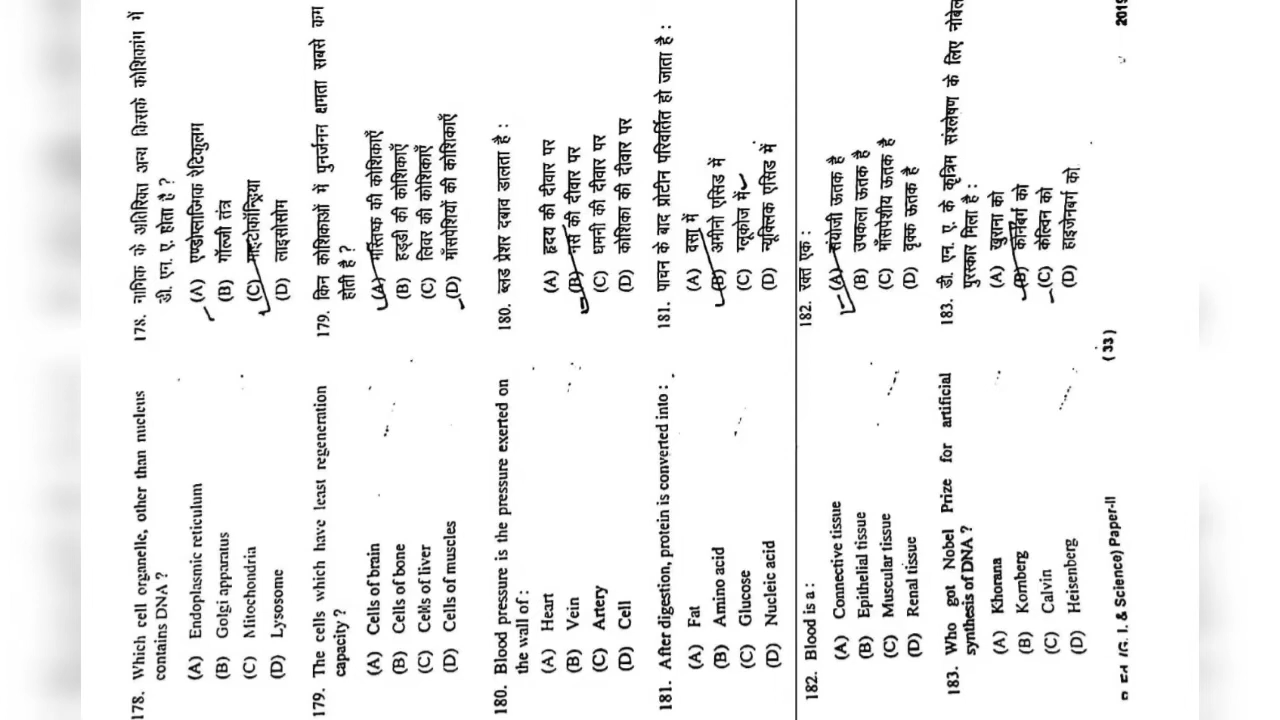 178. Which cell organelle, other than nucleus
contains DNA ?
(A) Endoplasmic reticulum
(B) Golgi apparatus
(C) Mitochondria
(D) Lysosome
179. The cells which have least regeneration
capacity ?
(A) Cells of brain
(B) Cells of bone
(C) Cells of liver
(D) Cells of muscles
180. Blood pressure is the pressure exerted on
the wall of :
(A) Heart
(B) Vein
(C) Artery
(D) Cell
181. After digestion, protein is converted into :
(A) Fat
(B) Amino acid
(C) Glucose
(D) Nucleic acid
182. Blood is a :
(A) Connective tissue
(B) Epithelial tissue
(C) Muscular tissue
(D) Renal tissue
183. Who got Nobel Prize for artificial
synthesis of DNA ?
(A) Khorana
(B) Kornberg
(C) Calvin
(D) Heisenberg
178. नाभिक के अतिरिक्त अन्य किसके कोशिकांग में
डी. एन. ए. होता है ?
(A) एण्डोप्लाज्मिक रेटिकुलम
(B) गॉल्जी तंत्र
(C) माइटोकॉन्ड्रिया
(D) लाइसोसोम
179. किन कोशिकाओं में पुनर्जनन क्षमता सबसे कम
होती है ?
(A) मस्तिष्क की कोशिकाएँ
(B) हड्डी की कोशिकाएँ
(C) लिवर की कोशिकाएँ
(D) माँसपेशियों की कोशिकाएँ
180. ब्लड प्रेशर दबाव डालता है :
(A) हृदय की दीवार पर
(B) नस की दीवार पर
(C) धमनी की दीवार पर
(D) कोशिका की दीवार पर
181. पाचन के बाद प्रोटीन परिवर्तित हो जाता है :
(A) वसा में
(B) अमीनो एसिड में
(C) ग्लूकोज में
(D) न्यूक्लिक एसिड में
182. रक्त एक :
(A) संयोजी ऊतक है
(B) उपकला ऊतक है
(C) माँसपेशीय ऊतक है
(D) वृक्क ऊतक है
183. डी. एन. ए. के कृत्रिम संश्लेषण के लिए नोबेल
पुरस्कार मिला है :
(A) खुराना को
(B) कोर्नबर्ग को
(C) केल्विन को
(D) हाईजेनबर्ग को
I. & Science) Paper-II
( 33 )
2019